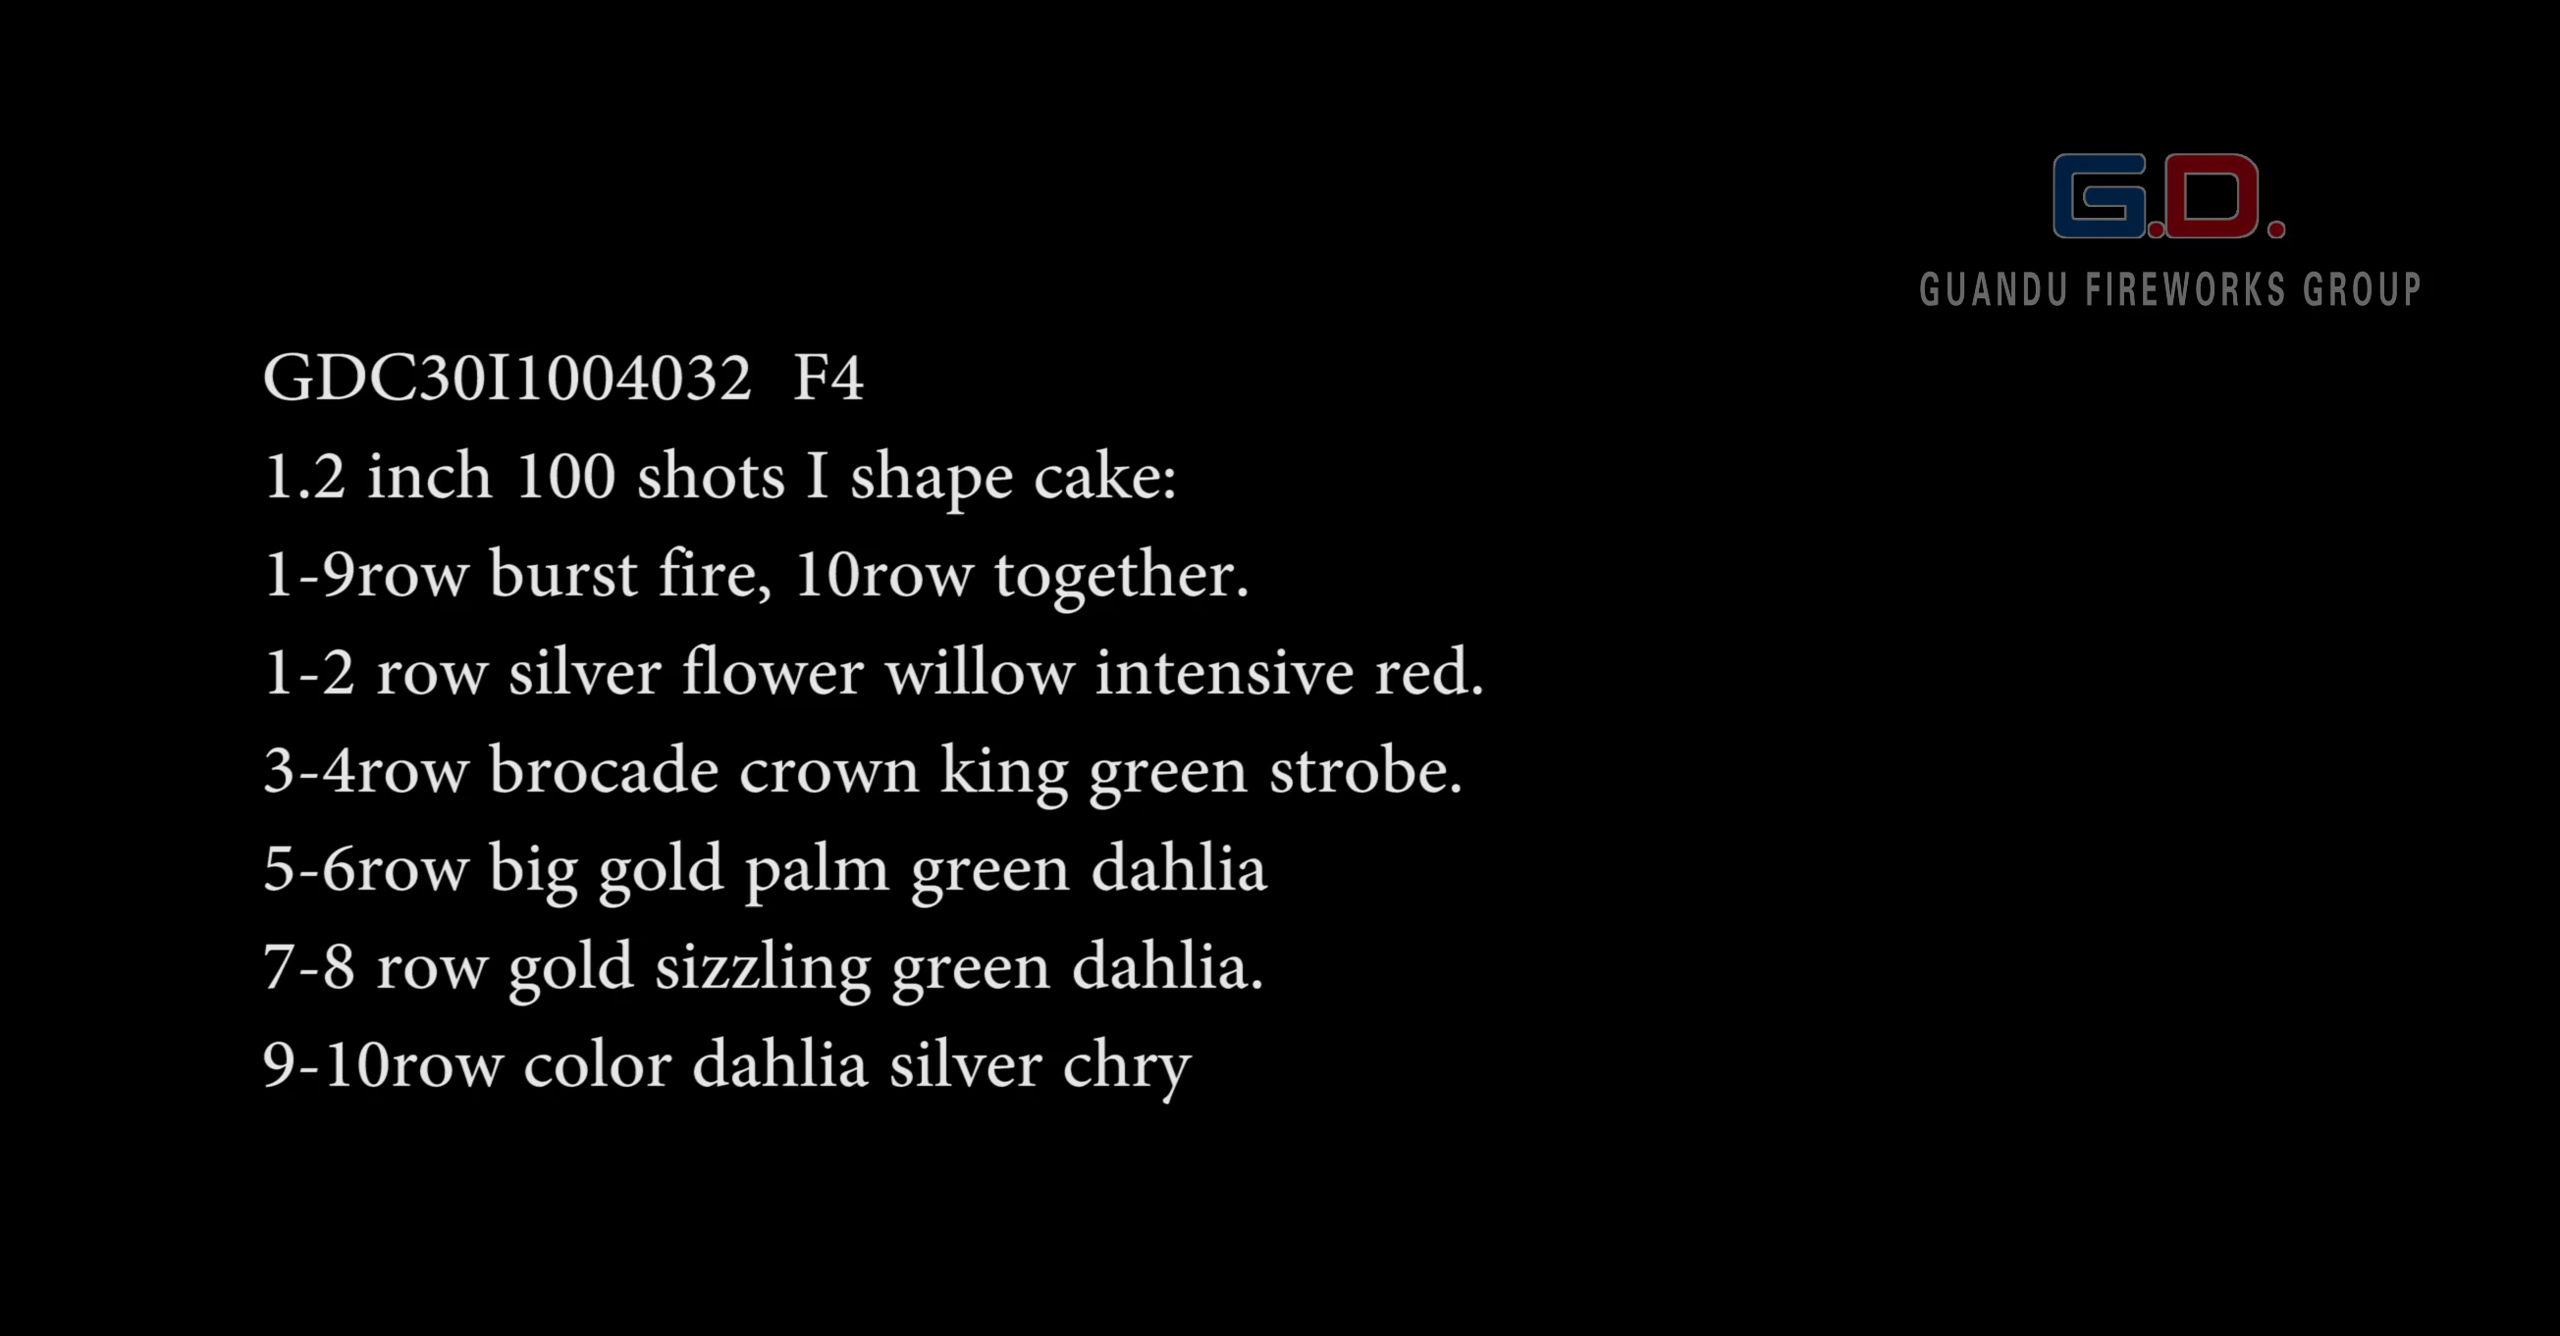 G.D.
GUANDU FIREWORKS GROUP
GDC30I1004032 F4
1.2 inch 100 shots I shape cake:
1-9row burst fire, 10row together.
1-2 row silver flower willow intensive red.
3-4row brocade crown king green strobe.
5-6row big gold palm green dahlia
7-8 row gold sizzling green dahlia.
9-10row color dahlia silver chry